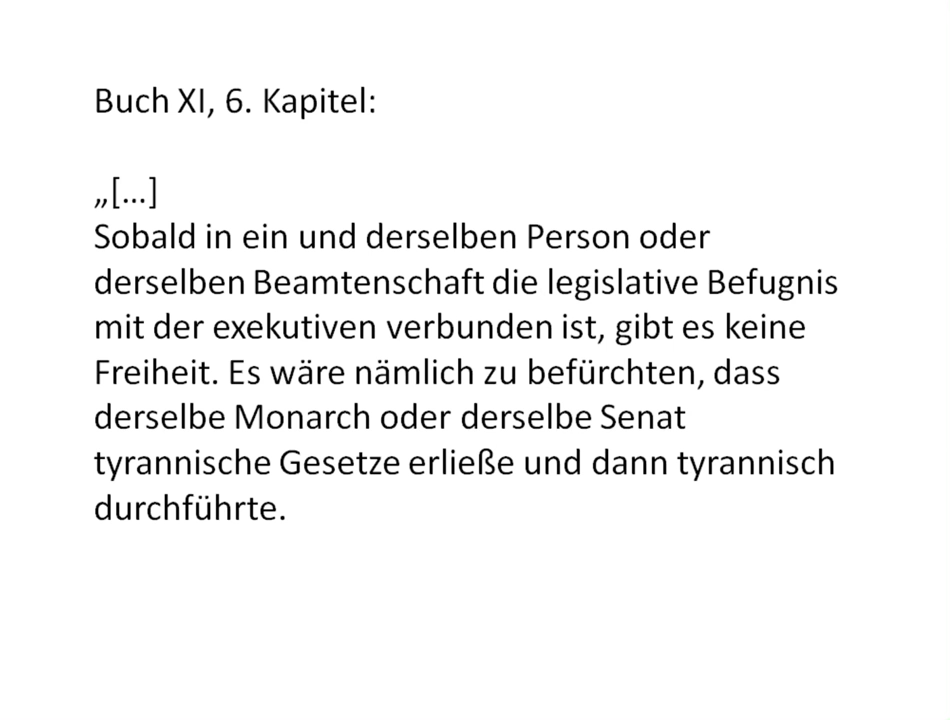 Buch XI, 6. Kapitel:
„[…]
Sobald in ein und derselben Person oder
derselben Beamtenschaft die legislative Befugnis
mit der exekutiven verbunden ist, gibt es keine
Freiheit. Es wäre nämlich zu befürchten, dass
derselbe Monarch oder derselbe Senat
tyrannische Gesetze erließe und dann tyrannisch
durchführte.